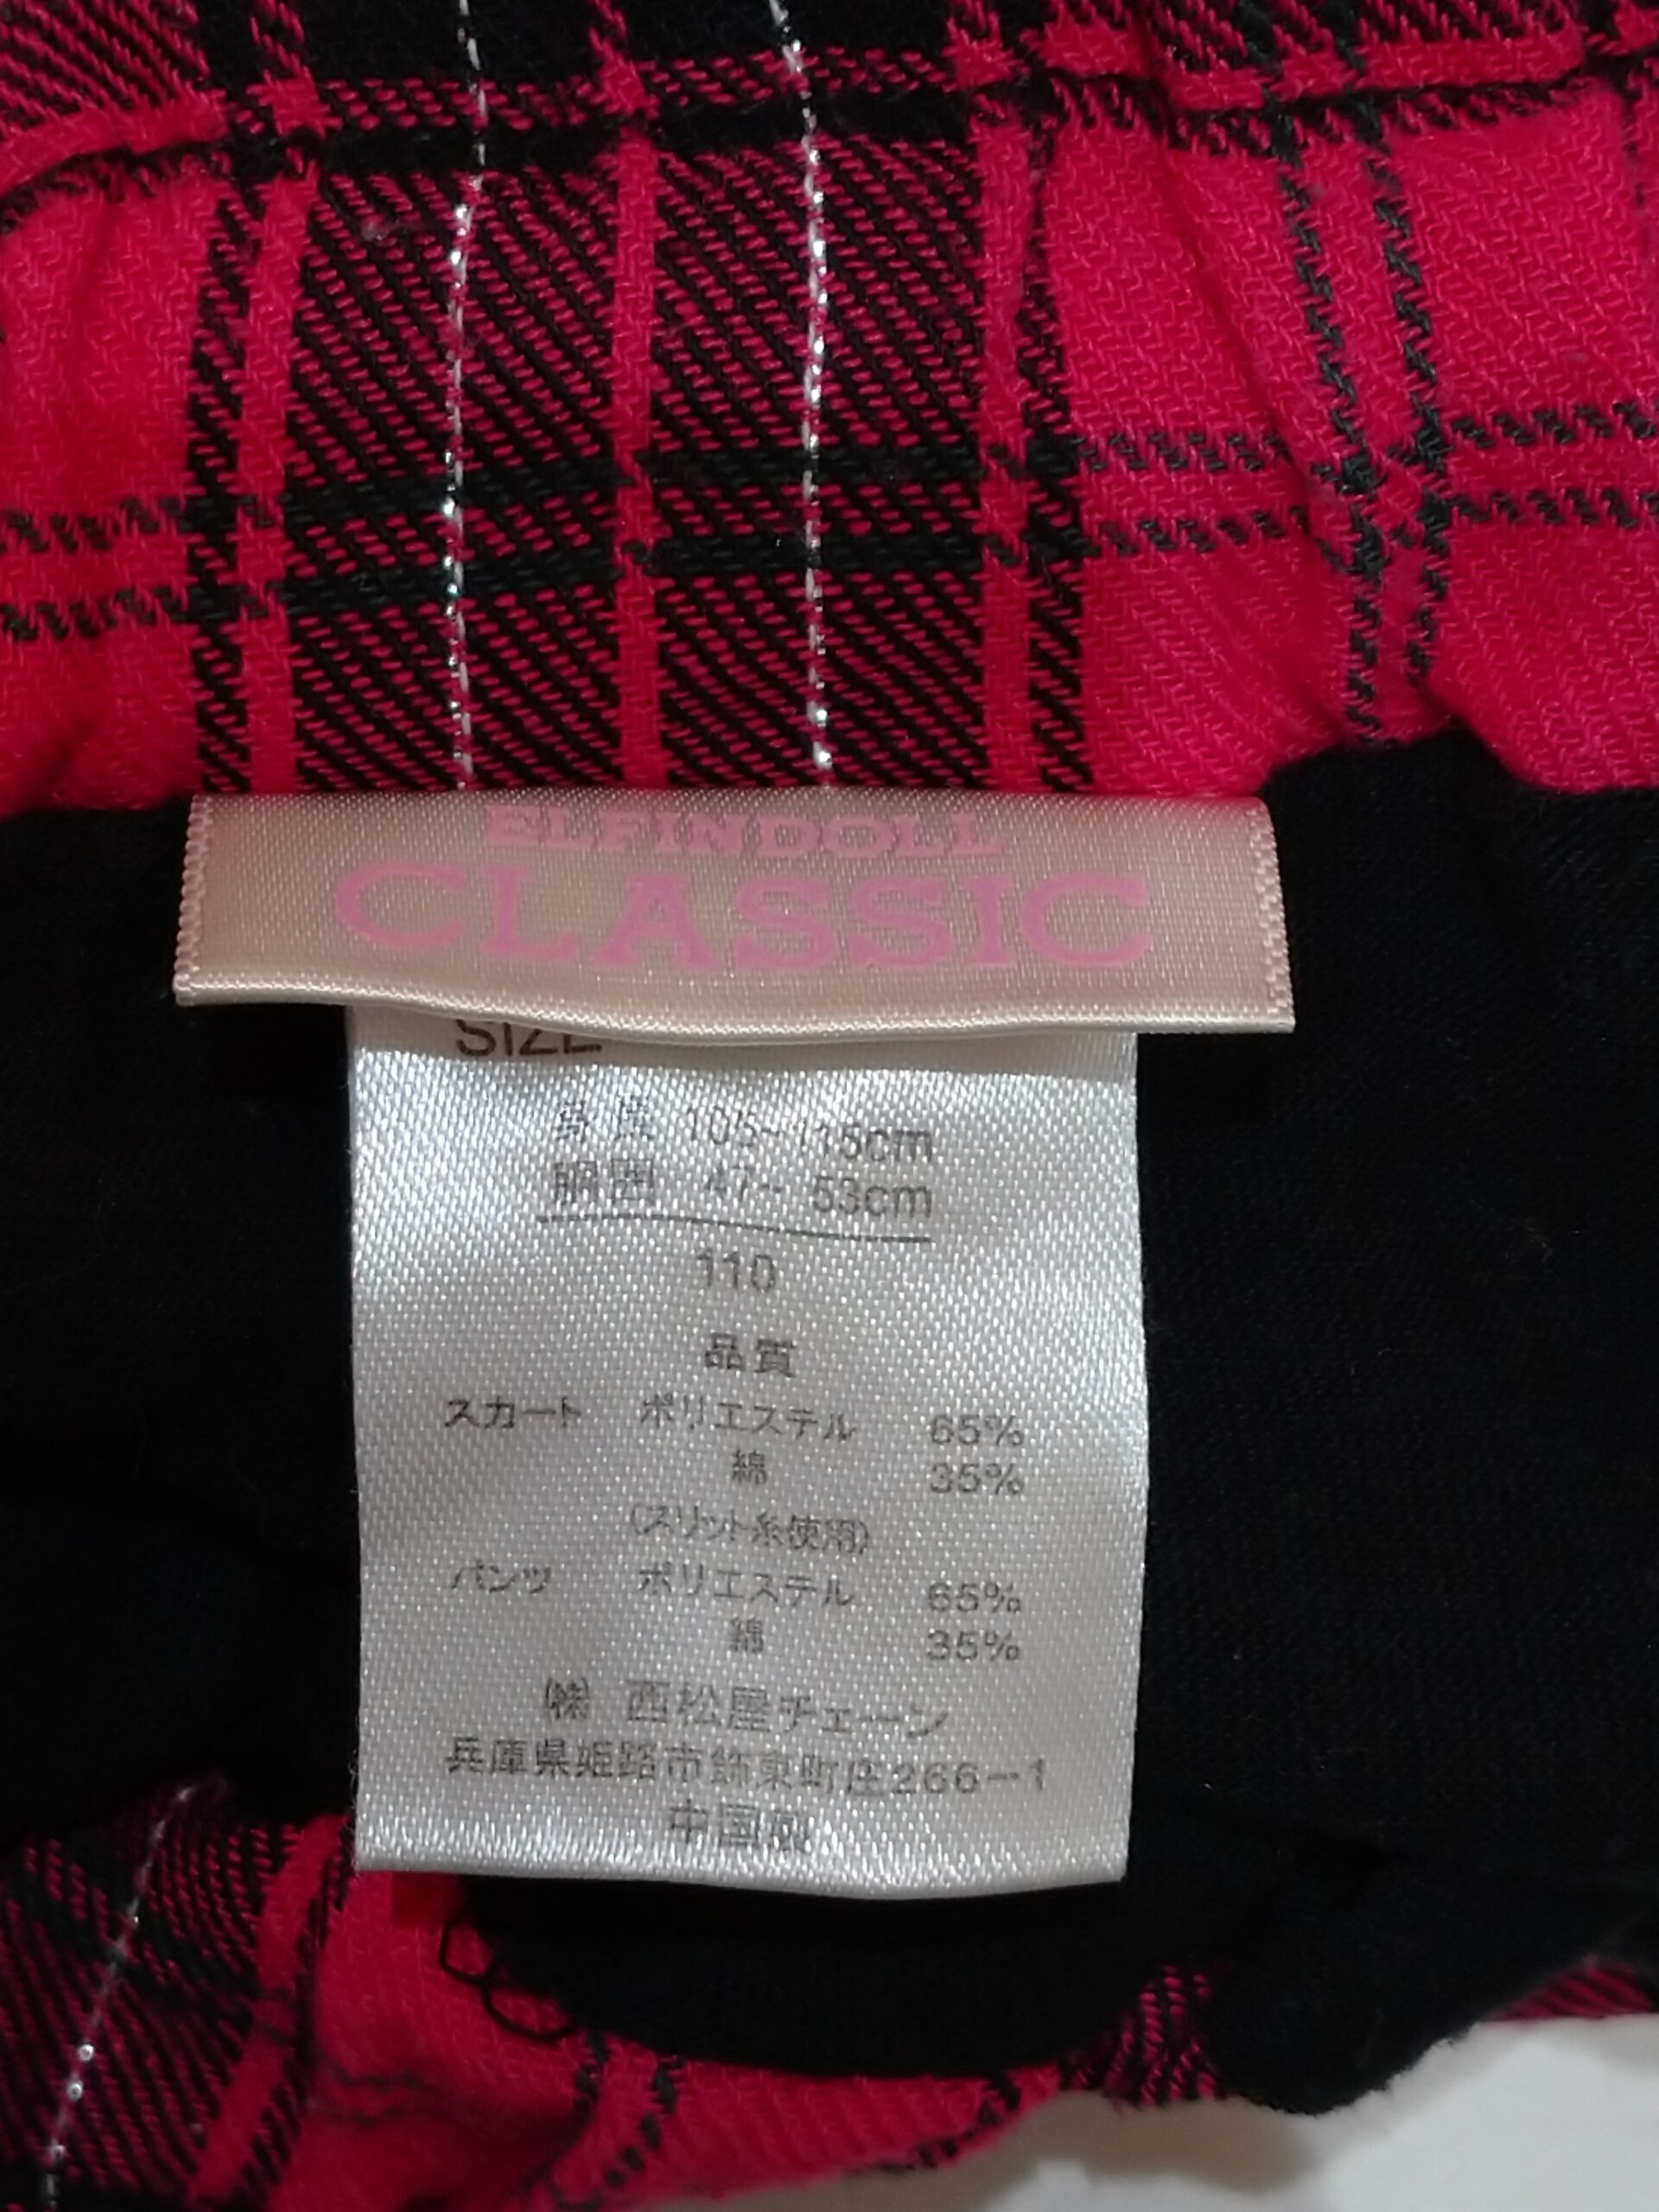 ELFINDOLL
CLASSIC
SIZE
身長 105~115cm
胴囲 47~ 53cm
110
品質
スカート ポリエステル 65%
綿 35%
(スリット糸使用)
パンツ ポリエステル 65%
綿 35%
㈱ 西松屋チェーン
兵庫県姫路市飾東町庄266-1
中国製